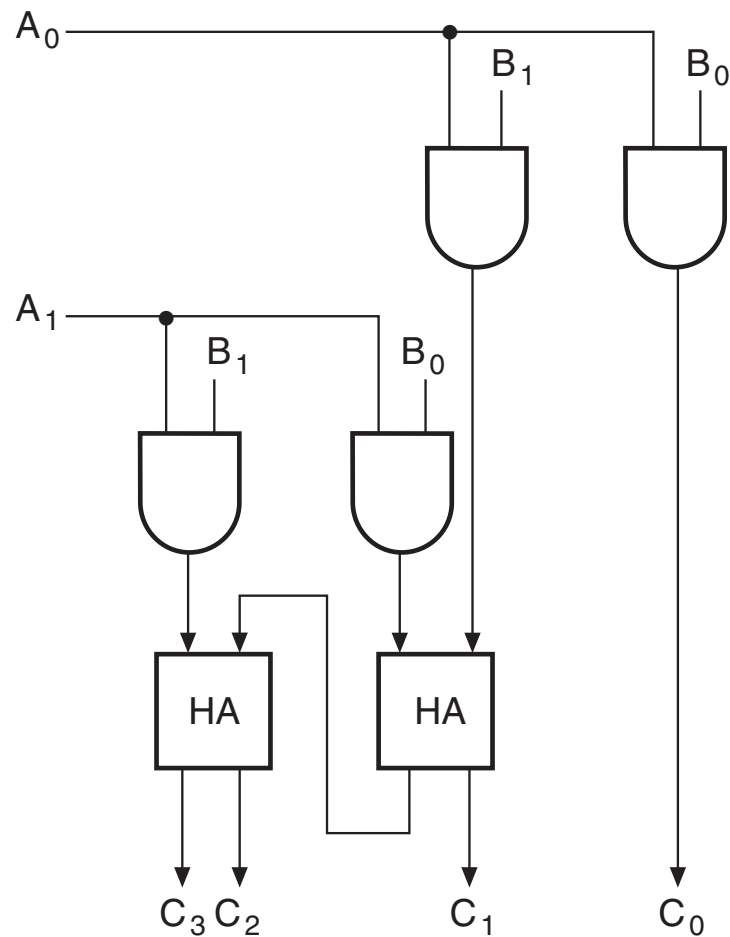 A₀
B₁ B₀
A₁
B₁ B₀
HA HA
C₃ C₂ C₁ C₀